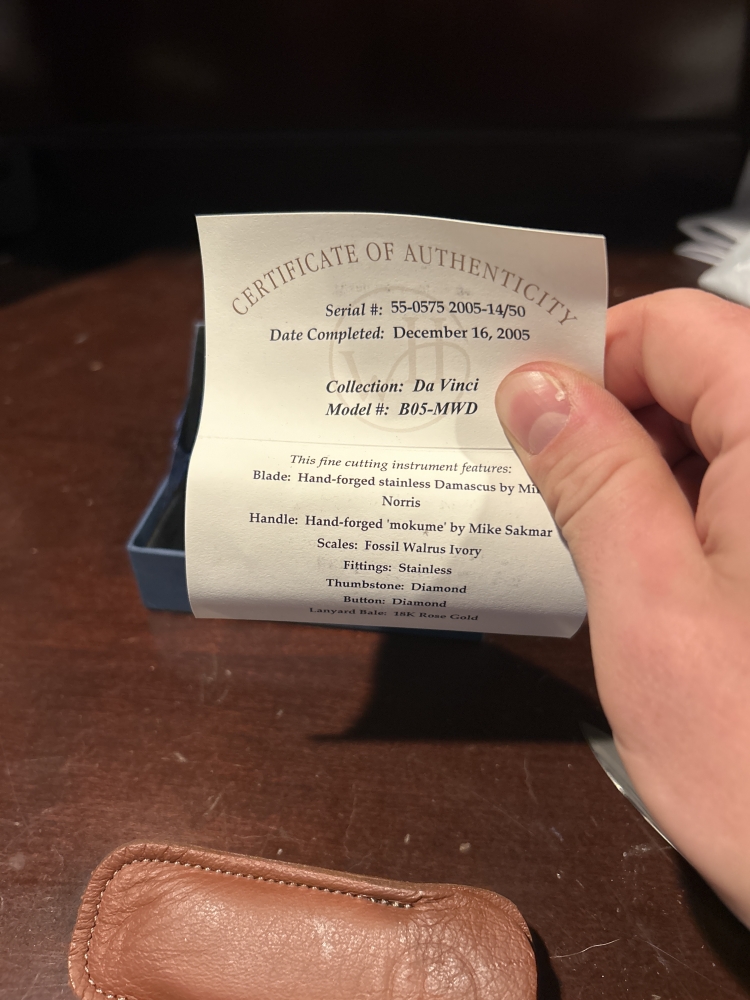 CERTIFICATE OF AUTHENTICITY
Serial #: 55-0575 2005-14/50
Date Completed: December 16, 2005
Collection: Da Vinci
Model #: B05-MWD
This fine cutting instrument features:
Blade: Hand-forged stainless Damascus by
Norris
Handle: Hand-forged 'mokume' by Mike Sakmar
Scales: Fossil Walrus Ivory
Fittings: Stainless
Thumbstone: Diamond
Button: Diamond
Lanyard Bale: 18K Rose Gold